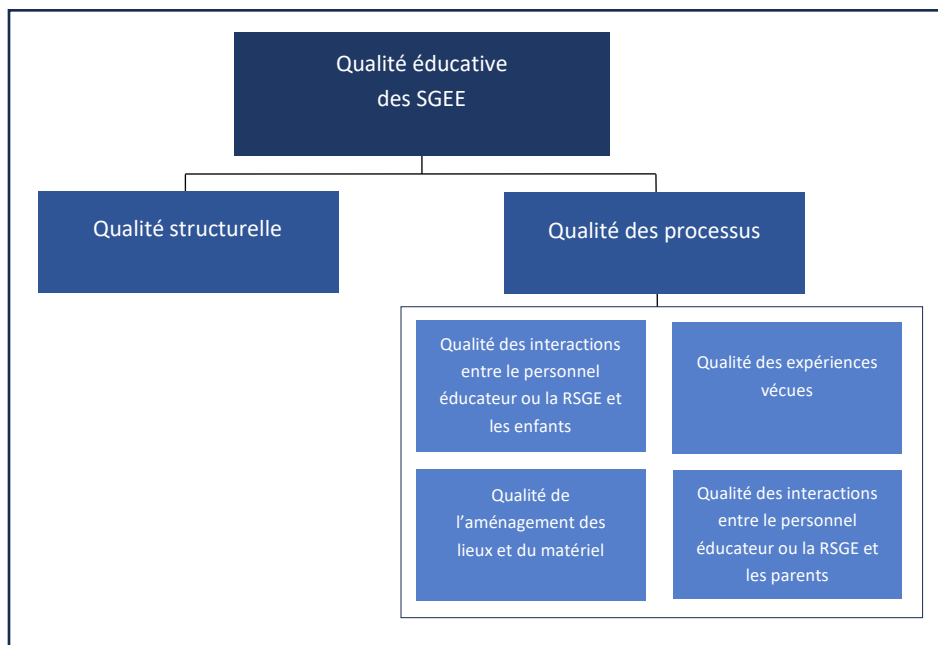 Qualité éducative
des SGEE
Qualité structurelle
Qualité des processus
Qualité des interactions
entre le personnel
éducateur ou la RSGE et
les enfants
Qualité des expériences
vécues
Qualité de
l’aménagement des
lieux et du matériel
Qualité des interactions
entre le personnel
éducateur ou la RSGE et
les parents